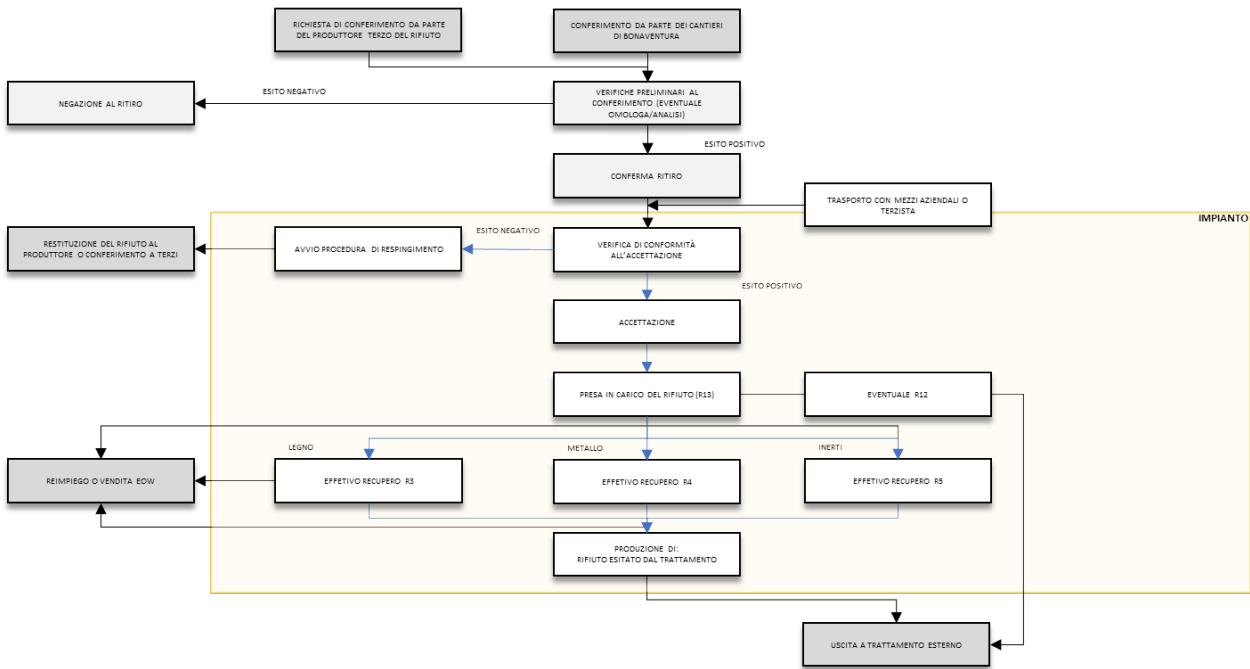 RICHIESTA DI CONFERIMENTO DA PARTE
DEL PRODUTTORE TERZO DEL RIFIUTO
CONFERIMENTO DA PARTE DEI CANTIERI
DI BONAVENTURA
NEGAZIONE AL RITIRO
ESITO NEGATIVO
VERIFICHE PRELIMINARI AL
CONFERIMENTO (EVENTUALE
OMOLOGA/ANALISI)
ESITO POSITIVO
CONFERMA RITIRO
TRASPORTO CON MEZZI AZIENDALI O
TERZISTA
IMPIANTO
RESTITUZIONE DEL RIFIUTO AL
PRODUTTORE O CONFERIMENTO A TERZI
AVVIO PROCEDURA DI RESPINGIMENTO
ESITO NEGATIVO
VERIFICA DI CONFORMITÀ
ALL'ACCETTAZIONE
ESITO POSITIVO
ACCETTAZIONE
PRESA IN CARICO DEL RIFIUTO (R13)
EVENTUALE R12
LEGNO
METALLO
INERTI
REIMPIEGO O VENDITA EOW
EFFETIVO RECUPERO R3
EFFETIVO RECUPERO R4
EFFETIVO RECUPERO R5
PRODUZIONE DI:
RIFIUTO ESITATO DAL TRATTAMENTO
USCITA A TRATTAMENTO ESTERNO